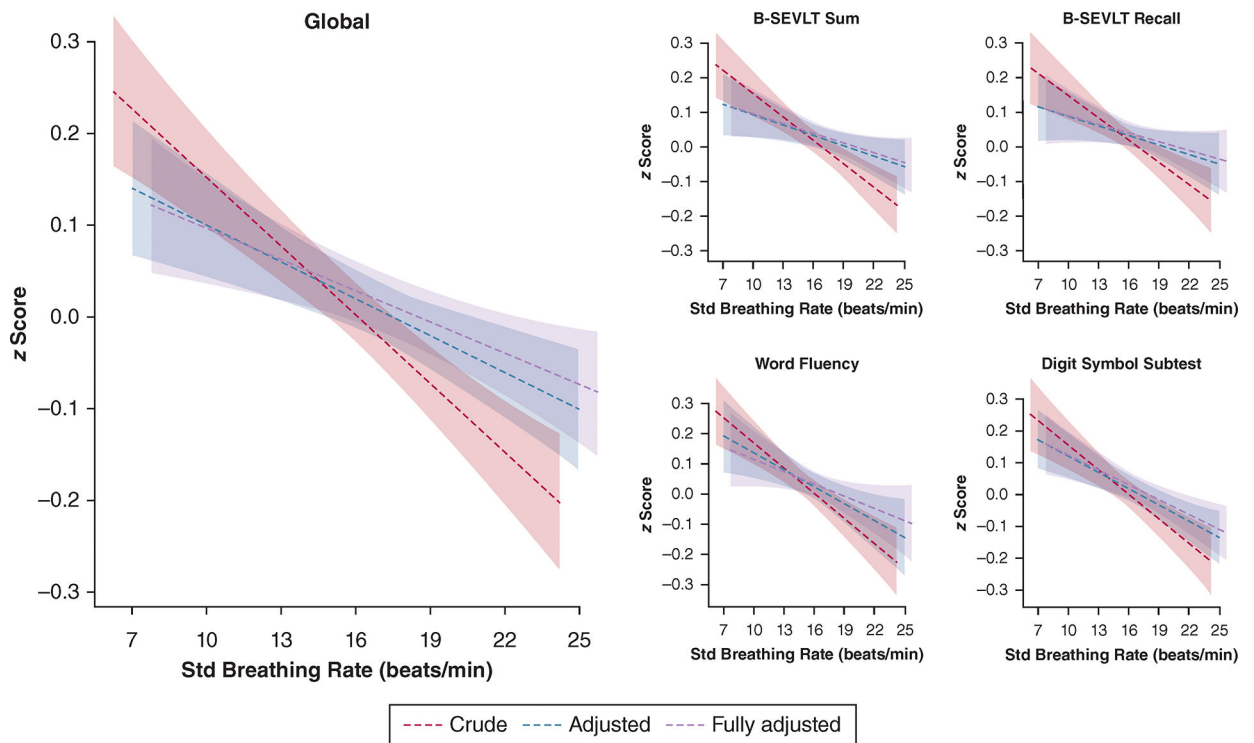 Global
z Score
0.3
0.2
0.1
0.0
−0.1
−0.2
−0.3
7 10 13 16 19 22 25
Std Breathing Rate (beats/min)
B-SEVLT Sum
z Score
0.3
0.2
0.1
0.0
−0.1
−0.2
−0.3
7 10 13 16 19 22 25
Std Breathing Rate (beats/min)
B-SEVLT Recall
z Score
0.3
0.2
0.1
0.0
−0.1
−0.2
−0.3
7 10 13 16 19 22 25
Std Breathing Rate (beats/min)
Word Fluency
z Score
0.3
0.2
0.1
0.0
−0.1
−0.2
−0.3
7 10 13 16 19 22 25
Std Breathing Rate (beats/min)
Digit Symbol Subtest
z Score
0.3
0.2
0.1
0.0
−0.1
−0.2
−0.3
7 10 13 16 19 22 25
Std Breathing Rate (beats/min)
Crude Adjusted Fully adjusted